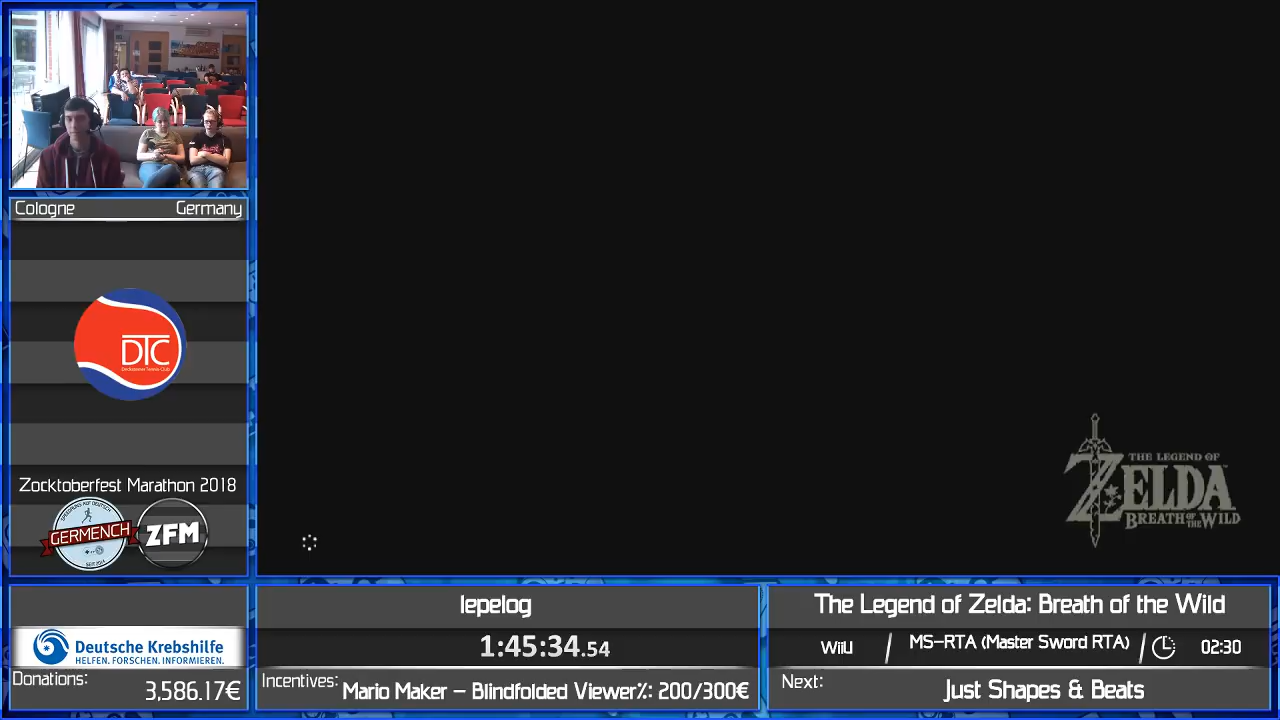 Cologne Germany
DTC
Zocktoberfest Marathon 2018
GERMENCH
ZFM
THE LEGEND OF
ZELDA
BREATH OF THE WILD
lepelog
The Legend of Zelda: Breath of the Wild
Deutsche Krebshilfe
HELFEN. FORSCHEN. INFORMIEREN.
1:45:34.54
WiiU / MS-RTA (Master Sword RTA) / 02:30
Donations: 3,586.17€
Incentives: Mario Maker - Blindfolded Viewer%: 200/300€
Next: Just Shapes & Beats